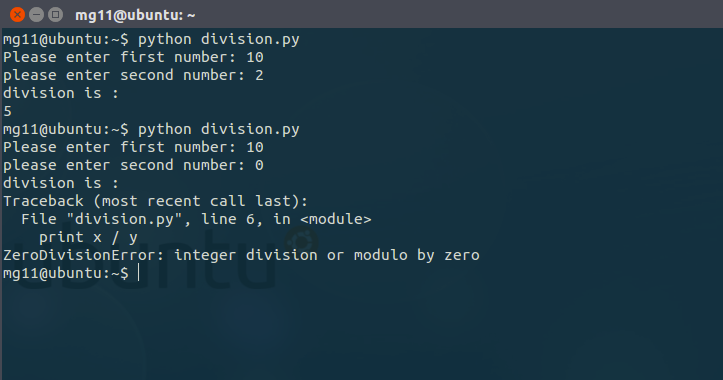 mg11@ubuntu: ~
mg11@ubuntu:~$ python division.py
Please enter first number: 10
please enter second number: 2
division is :
5
mg11@ubuntu:~$ python division.py
Please enter first number: 10
please enter second number: 0
division is :
Traceback (most recent call last):
  File "division.py", line 6, in <module>
    print x / y
ZeroDivisionError: integer division or modulo by zero
mg11@ubuntu:~$
ubuntu